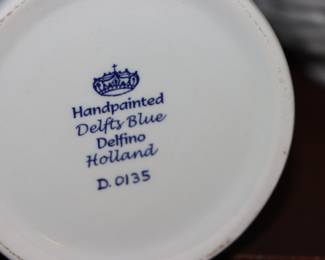 Handpainted
Delfts Blue
Delfino
Holland
D. 0135